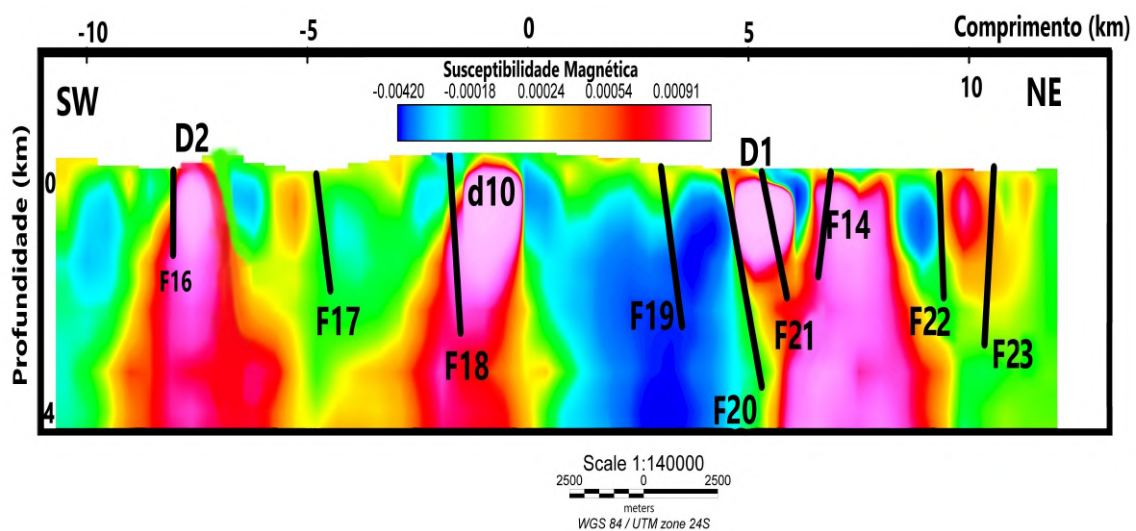 -10 -5 0 5 Comprimento (km)
10
Susceptibilidade Magnética
-0.00420 -0.00018 0.00024 0.00054 0.00091
SW NE
D2 D1
Profundidade (km)
0
d10
F14
F16
F17
F19
F21
F22
F18
F23
4
F20
Scale 1:140000
2500 0 2500
meters
WGS 84 / UTM zone 24S